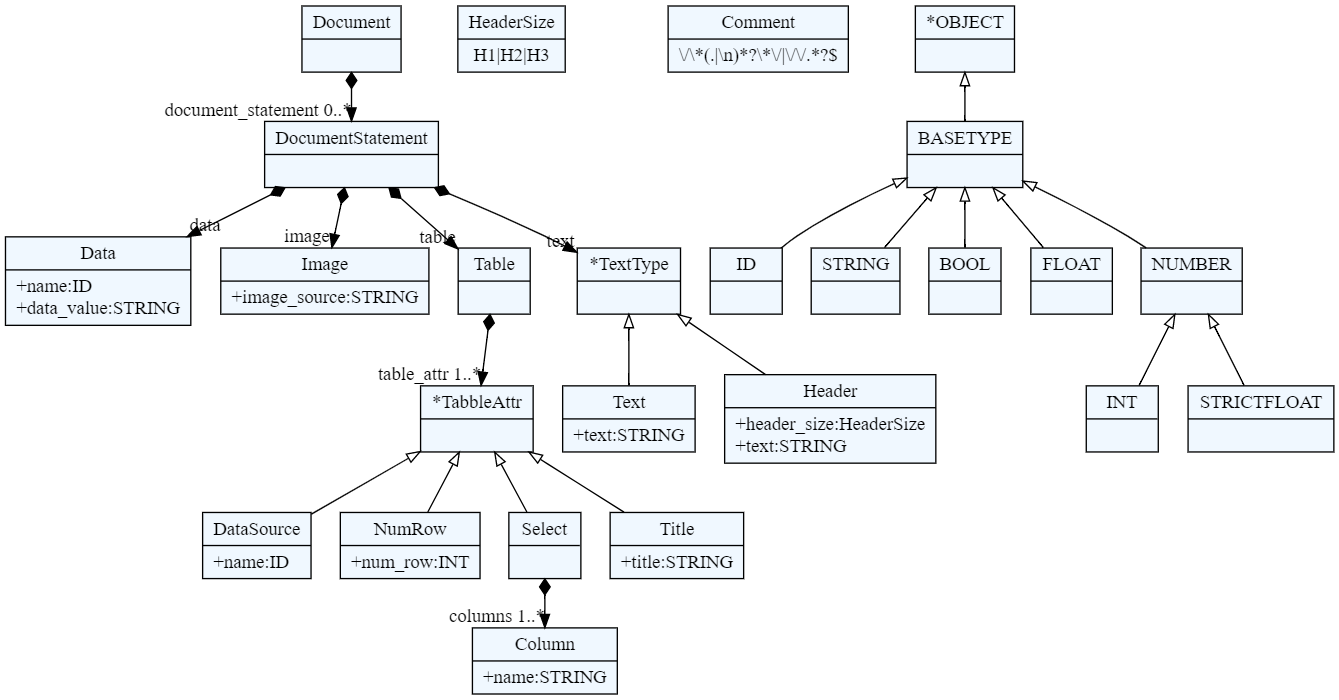 Document
HeaderSize
H1|H2|H3
Comment
\/\*(.|\n)*?\*\/|\/\/.*?$
*OBJECT
document_statement 0..*
DocumentStatement
BASETYPE
data
image
table
text
Data
+name:ID
+data_value:STRING
Image
+image_source:STRING
Table
*TextType
ID
STRING
BOOL
FLOAT
NUMBER
table_attr 1..*
*TabbleAttr
Text
+text:STRING
Header
+header_size:HeaderSize
+text:STRING
INT
STRICTFLOAT
DataSource
+name:ID
NumRow
+num_row:INT
Select
Title
+title:STRING
columns 1..*
Column
+name:STRING